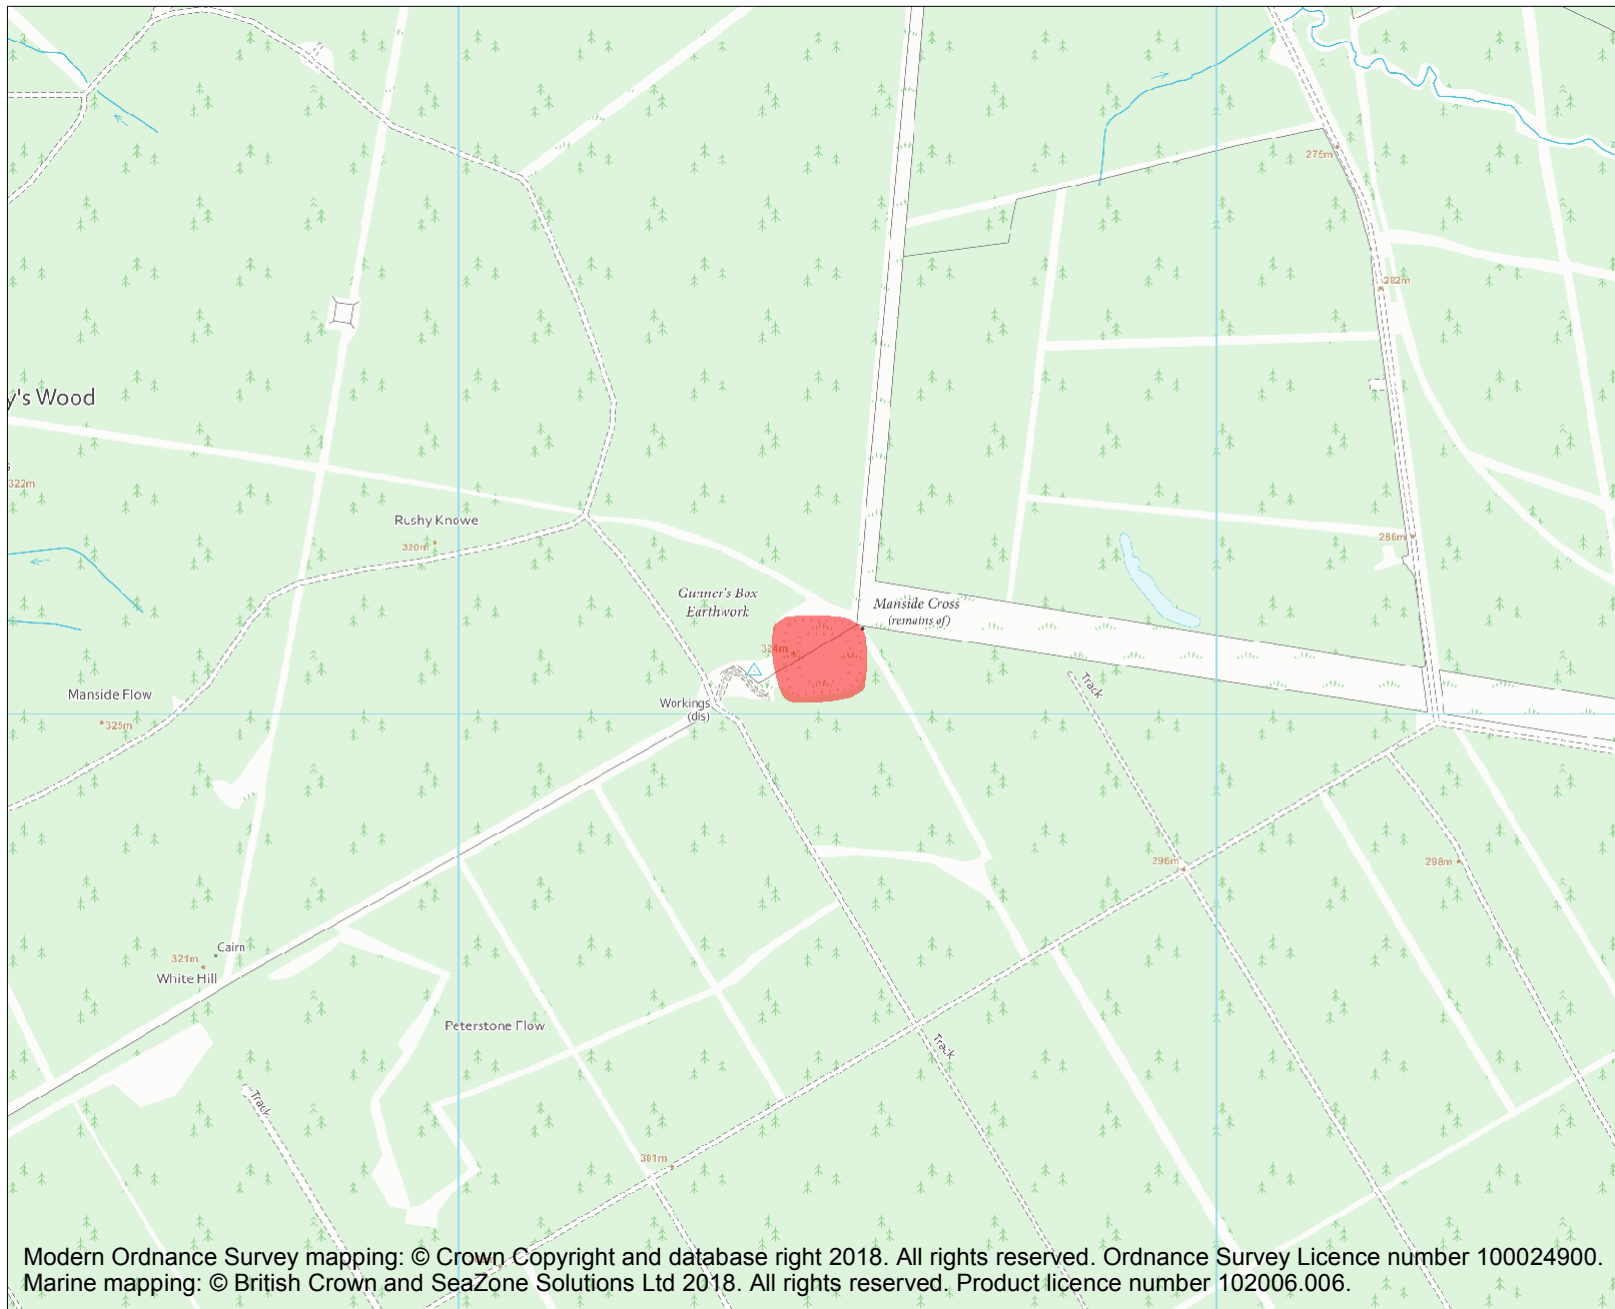 275m
282m
y's Wood
322m
Rushy Knowe
320m
286m
Gunner's Box
Earthwork
Manside Cross
(remains of)
324m
Track
Manside Flow
Workings
(dis)
325m
296m
298m
Cairn
321m
White Hill
Peterstone Flow
Track
Track
301m
Modern Ordnance Survey mapping: © Crown Copyright and database right 2018. All rights reserved. Ordnance Survey Licence number 100024900.
Marine mapping: © British Crown and SeaZone Solutions Ltd 2018. All rights reserved. Product licence number 102006.006.